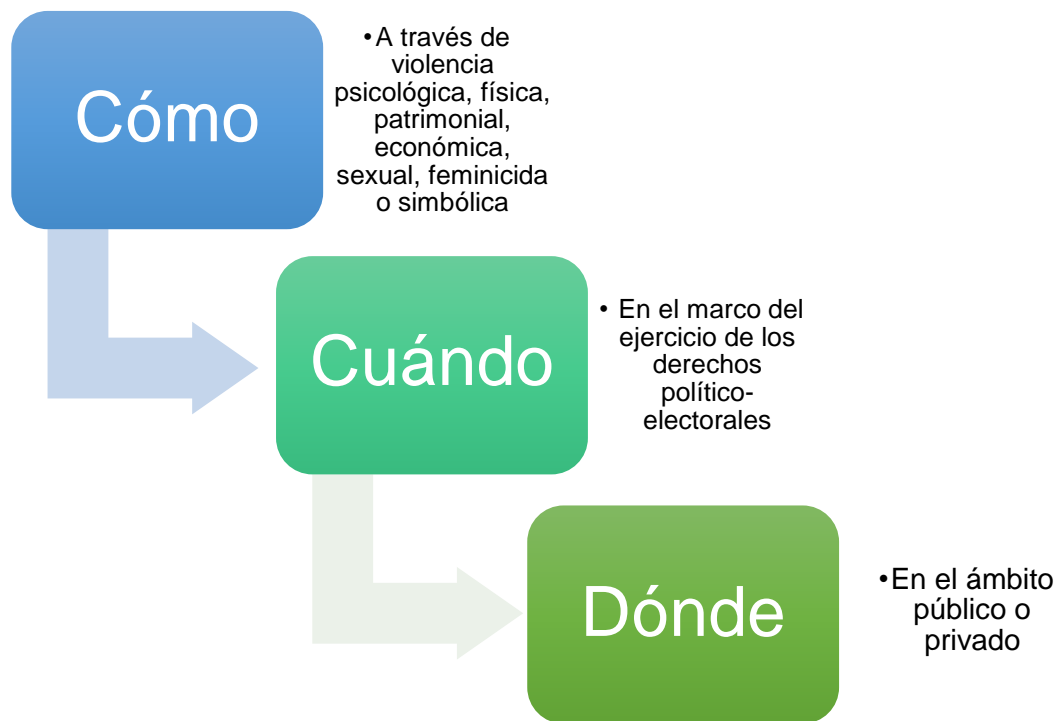 Cómo
•A través de
violencia
psicológica, física,
patrimonial,
económica,
sexual, feminicida
o simbólica
Cuándo
• En el marco del
ejercicio de los
derechos
político-
electorales
Dónde
•En el ámbito
público o
privado